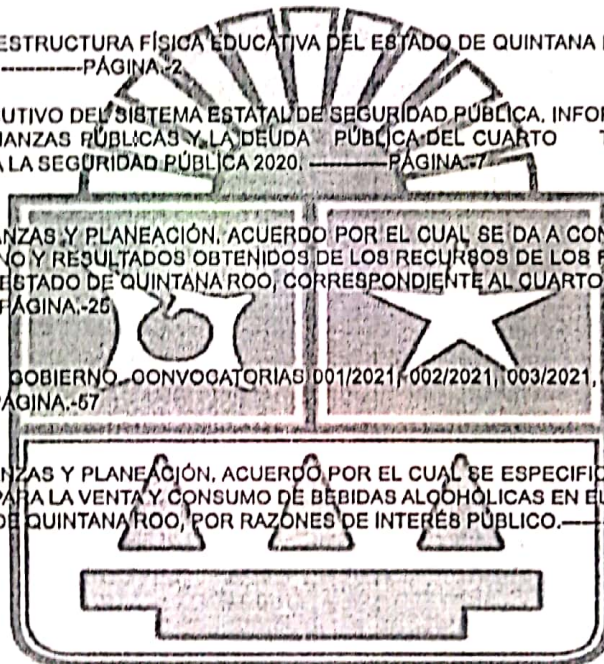 ESTRUCTURA FÍSICA EDUCATIVA DEL ESTADO DE QUINTANA
----------PÁGINA.-2
UTIVO DEL SISTEMA ESTATAL DE SEGURIDAD PÚBLICA. INFOR
ANZAS PÚBLICAS Y LA DEUDA PÚBLICA DEL CUARTO T
A LA SEGURIDAD PÚBLICA 2020. ----------PÁGINA.-7
NZAS Y PLANEACIÓN. ACUERDO POR EL CUAL SE DA A CON
NO Y RESULTADOS OBTENIDOS DE LOS RECURSOS DE LOS F
ESTADO DE QUINTANA ROO, CORRESPONDIENTE AL CUARTO
PÁGINA.-25
GOBIERNO. CONVOCATORIAS 001/2021, 002/2021, 003/2021,
PÁGINA.-57
NZAS Y PLANEACIÓN. ACUERDO POR EL CUAL SE ESPECIFIC
PARA LA VENTA Y CONSUMO DE BEBIDAS ALCOHÓLICAS EN EL
DE QUINTANA ROO, POR RAZONES DE INTERÉS PÚBLICO.----